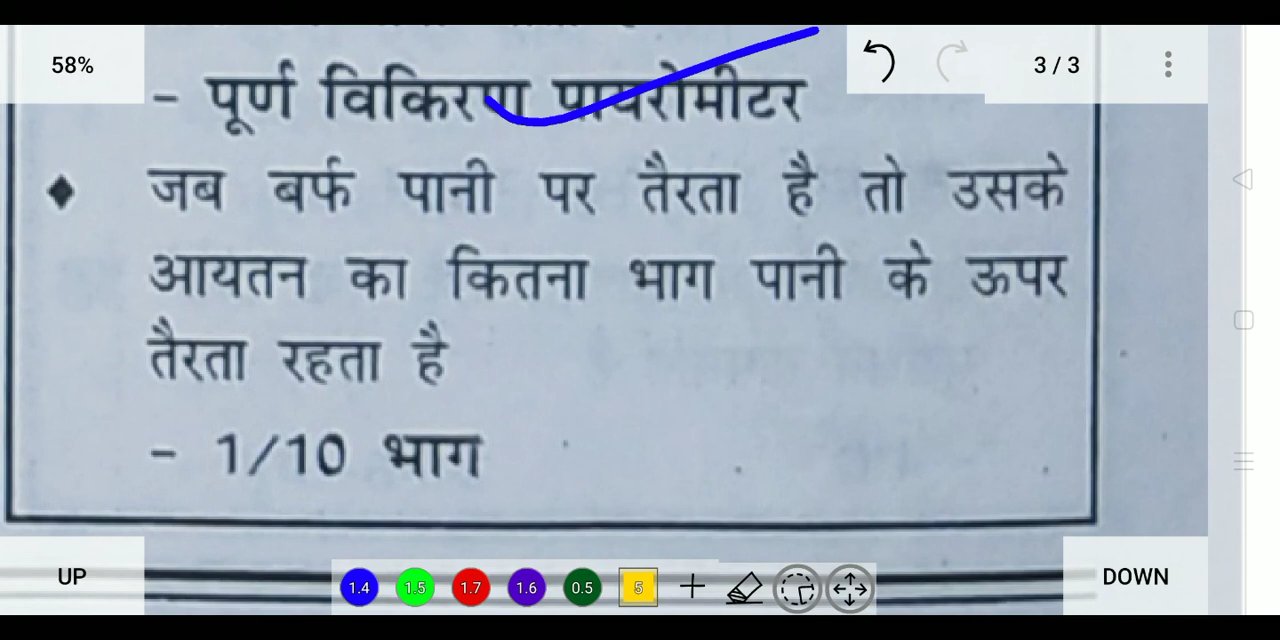 58%
3 / 3
- पूर्ण विकिरण पायरोमीटर
♦ जब बर्फ पानी पर तैरता है तो उसके
आयतन का कितना भाग पानी के ऊपर
तैरता रहता है
- 1/10 भाग
UP
1.4 1.5 1.7 1.6 0.5 5
DOWN